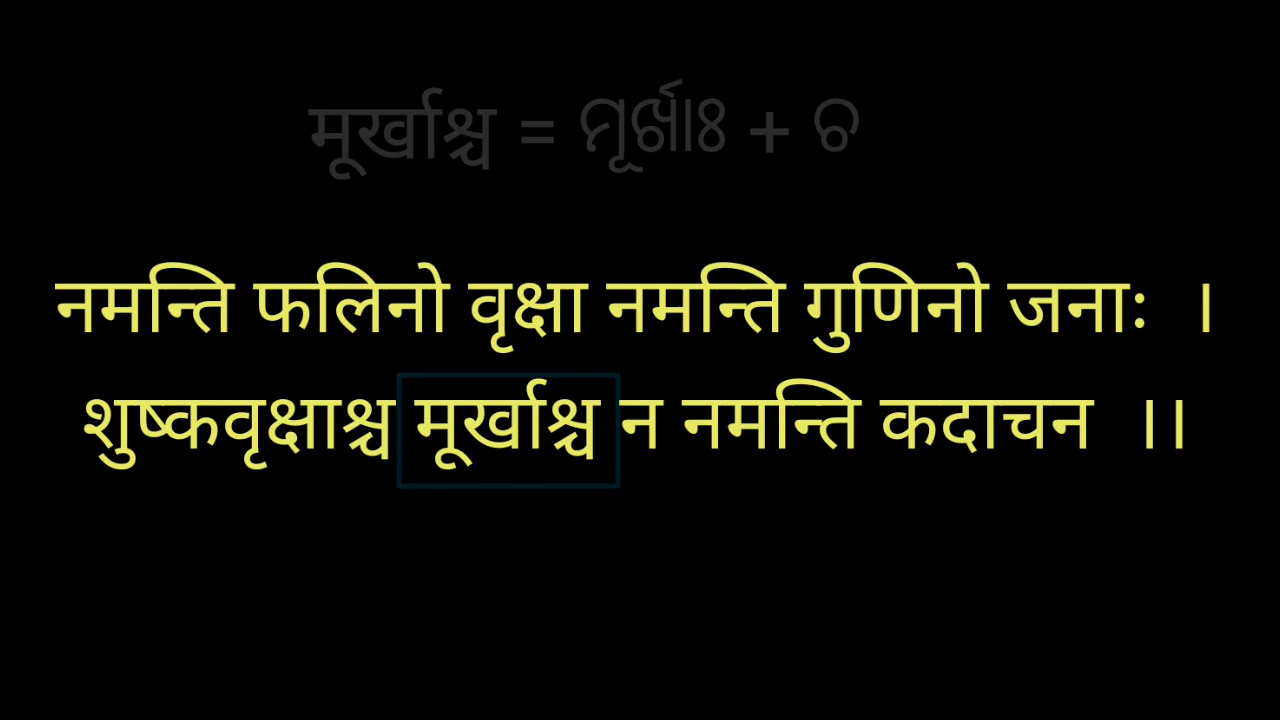 मूर्खाश्च = ମୂର୍ଖାଃ + ଚ
नमन्ति फलिनो वृक्षा नमन्ति गुणिनो जनाः ।
शुष्कवृक्षाश्च मूर्खाश्च न नमन्ति कदाचन ।।